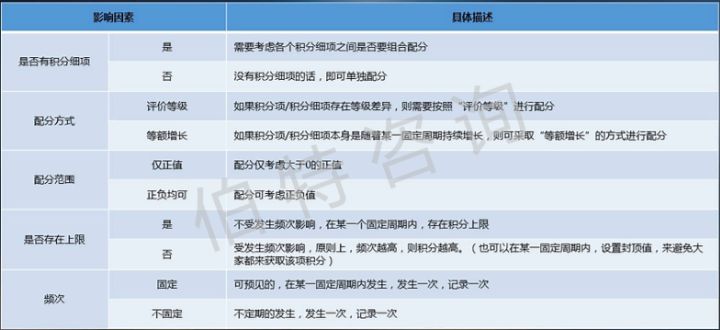 影响因素 具体描述
是否有积分细项 是 需要考虑各个积分细项之间是否要组合配分
否 没有积分细项的话，即可单独配分
配分方式 评价等级 如果积分项/积分细项存在等级差异，则需要按照“评价等级”进行配分
等额增长 如果积分项/积分细项本身是随着某一固定周期持续增长，则可采取“等额增长”的方式进行配分
配分范围 仅正值 配分仅考虑大于0的正值
正负均可 配分可考虑正负值
是否存在上限 是 不受发生频次影响，在某一个固定周期内，存在积分上限
否 受发生频次影响，原则上，频次越高，则积分越高。（也可以在某一固定周期内，设置封顶值，来避免大
家都来获取该项积分）
频次 固定 可预见的，在某一固定周期内发生，发生一次，记录一次
不固定 不定期的发生，发生一次，记录一次
伯特咨询